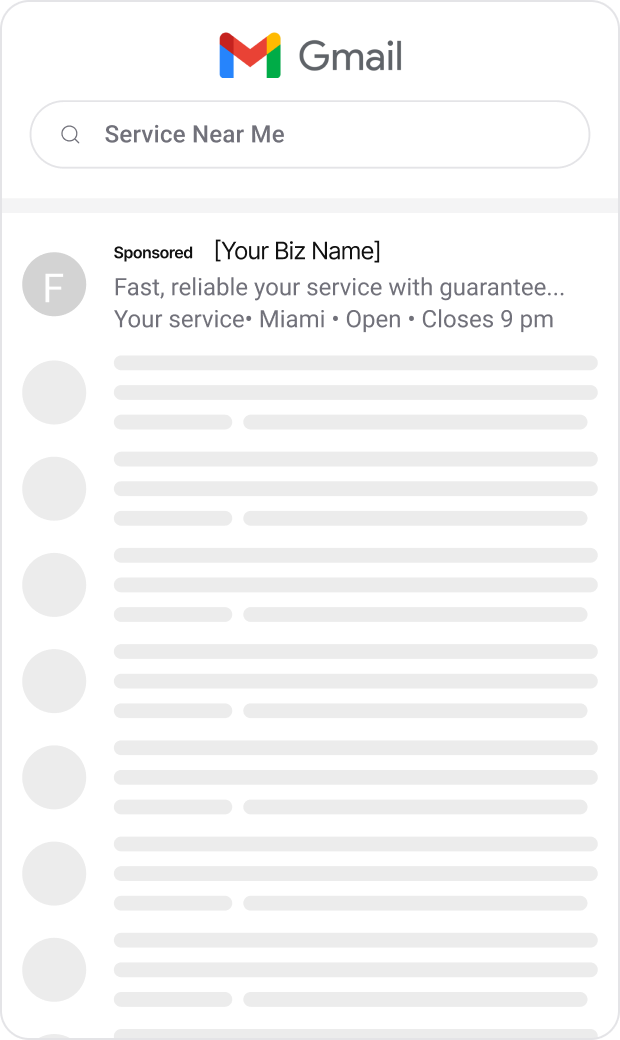 Gmail
Service Near Me
Sponsored [Your Biz Name]
F
Fast, reliable your service with guarantee...
Your service• Miami • Open • Closes 9 pm